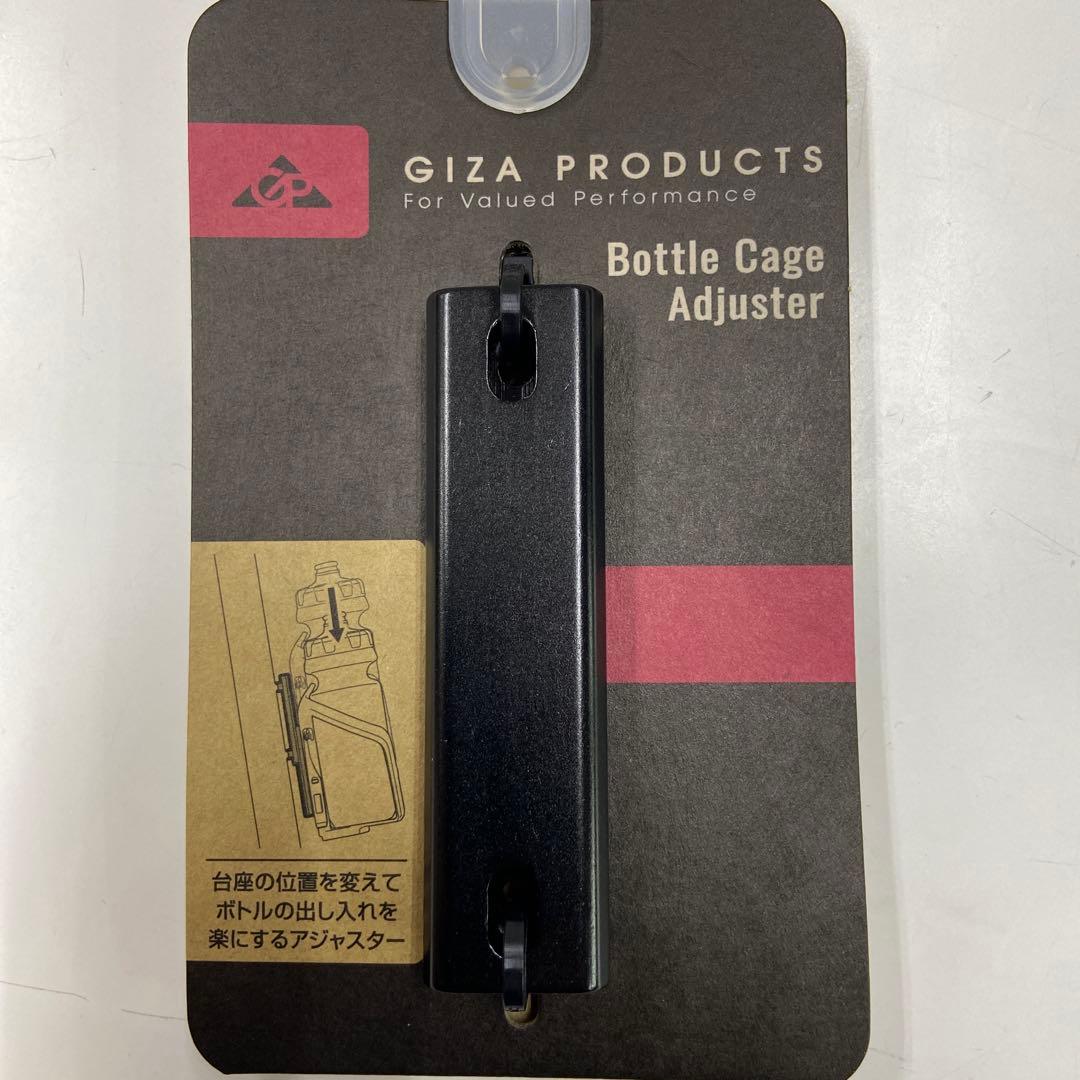 GP
GIZA PRODUCTS
For Valued Performance
Bottle Cage
Adjuster
台座の位置を変えて
ボトルの出し入れを
楽にするアジャスター